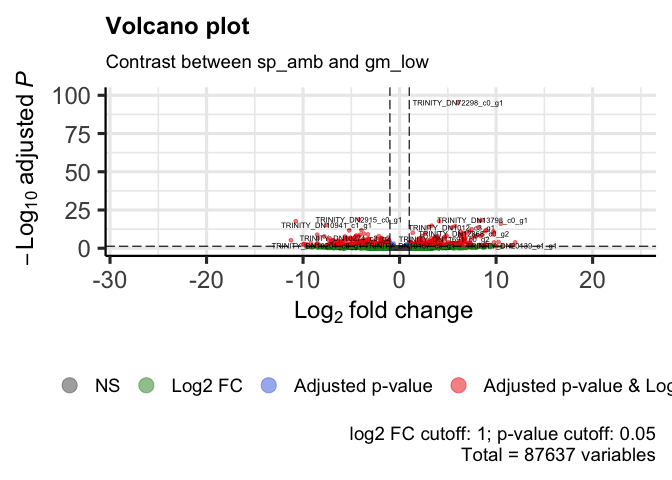 Volcano plot
Contrast between sp_amb and gm_low
− Log10 adjusted P
100
75
50
25
0
TRINITY_DN72298_c0_g1
TRINITY_DN2915_c0_g1
TRINITY_DN13798_c0_g1
-30 -20 -10 0 10 20
Log2 fold change
NS Log2 FC Adjusted p-value Adjusted p-value & Log
log2 FC cutoff: 1; p-value cutoff: 0.05
Total = 87637 variables